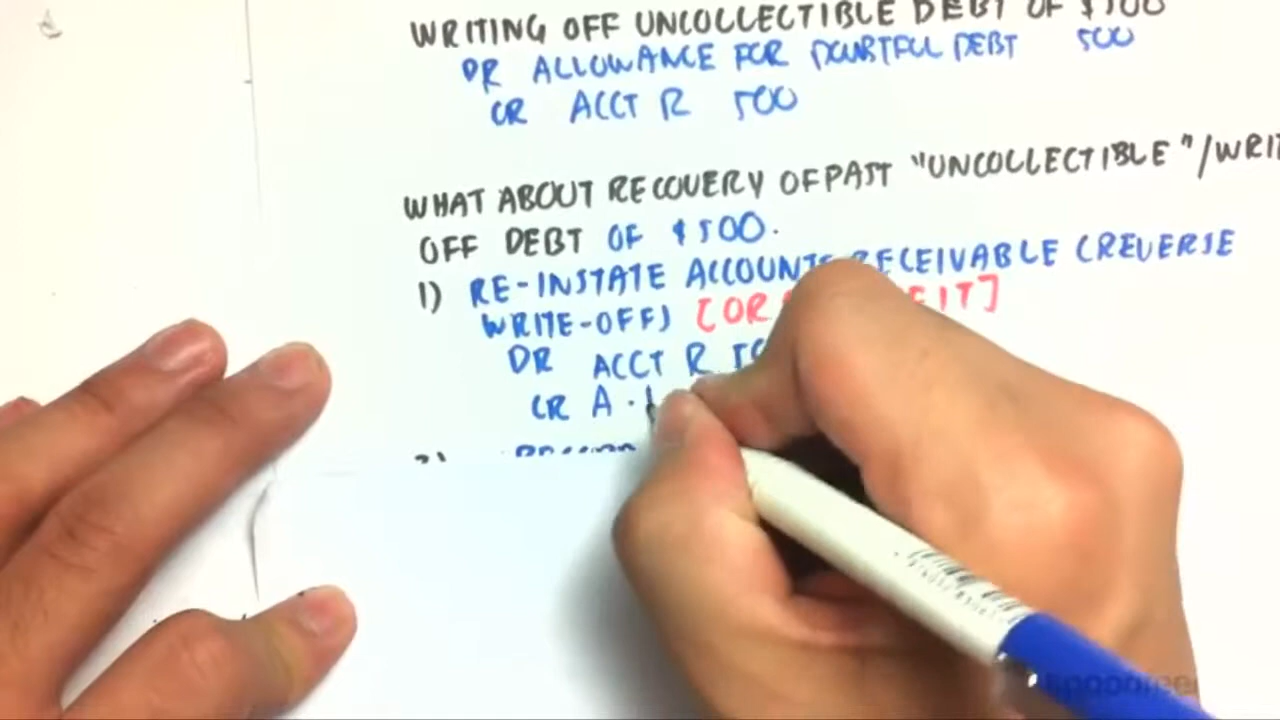 WRITING OFF UNCOLLECTIBLE DEBT OF $500
DR ALLOWANCE FOR DOUBTFUL DEBT 500
CR ACCT R 500
WHAT ABOUT RECOVERY OF PAST "UNCOLLECTIBLE"/WRIT
OFF DEBT OF $500.
1) RE-INSTATE ACCOUNTS RECEIVABLE (REVERSE
WRITE-OFF) [OR
DR ACCT R
CR A.
2)